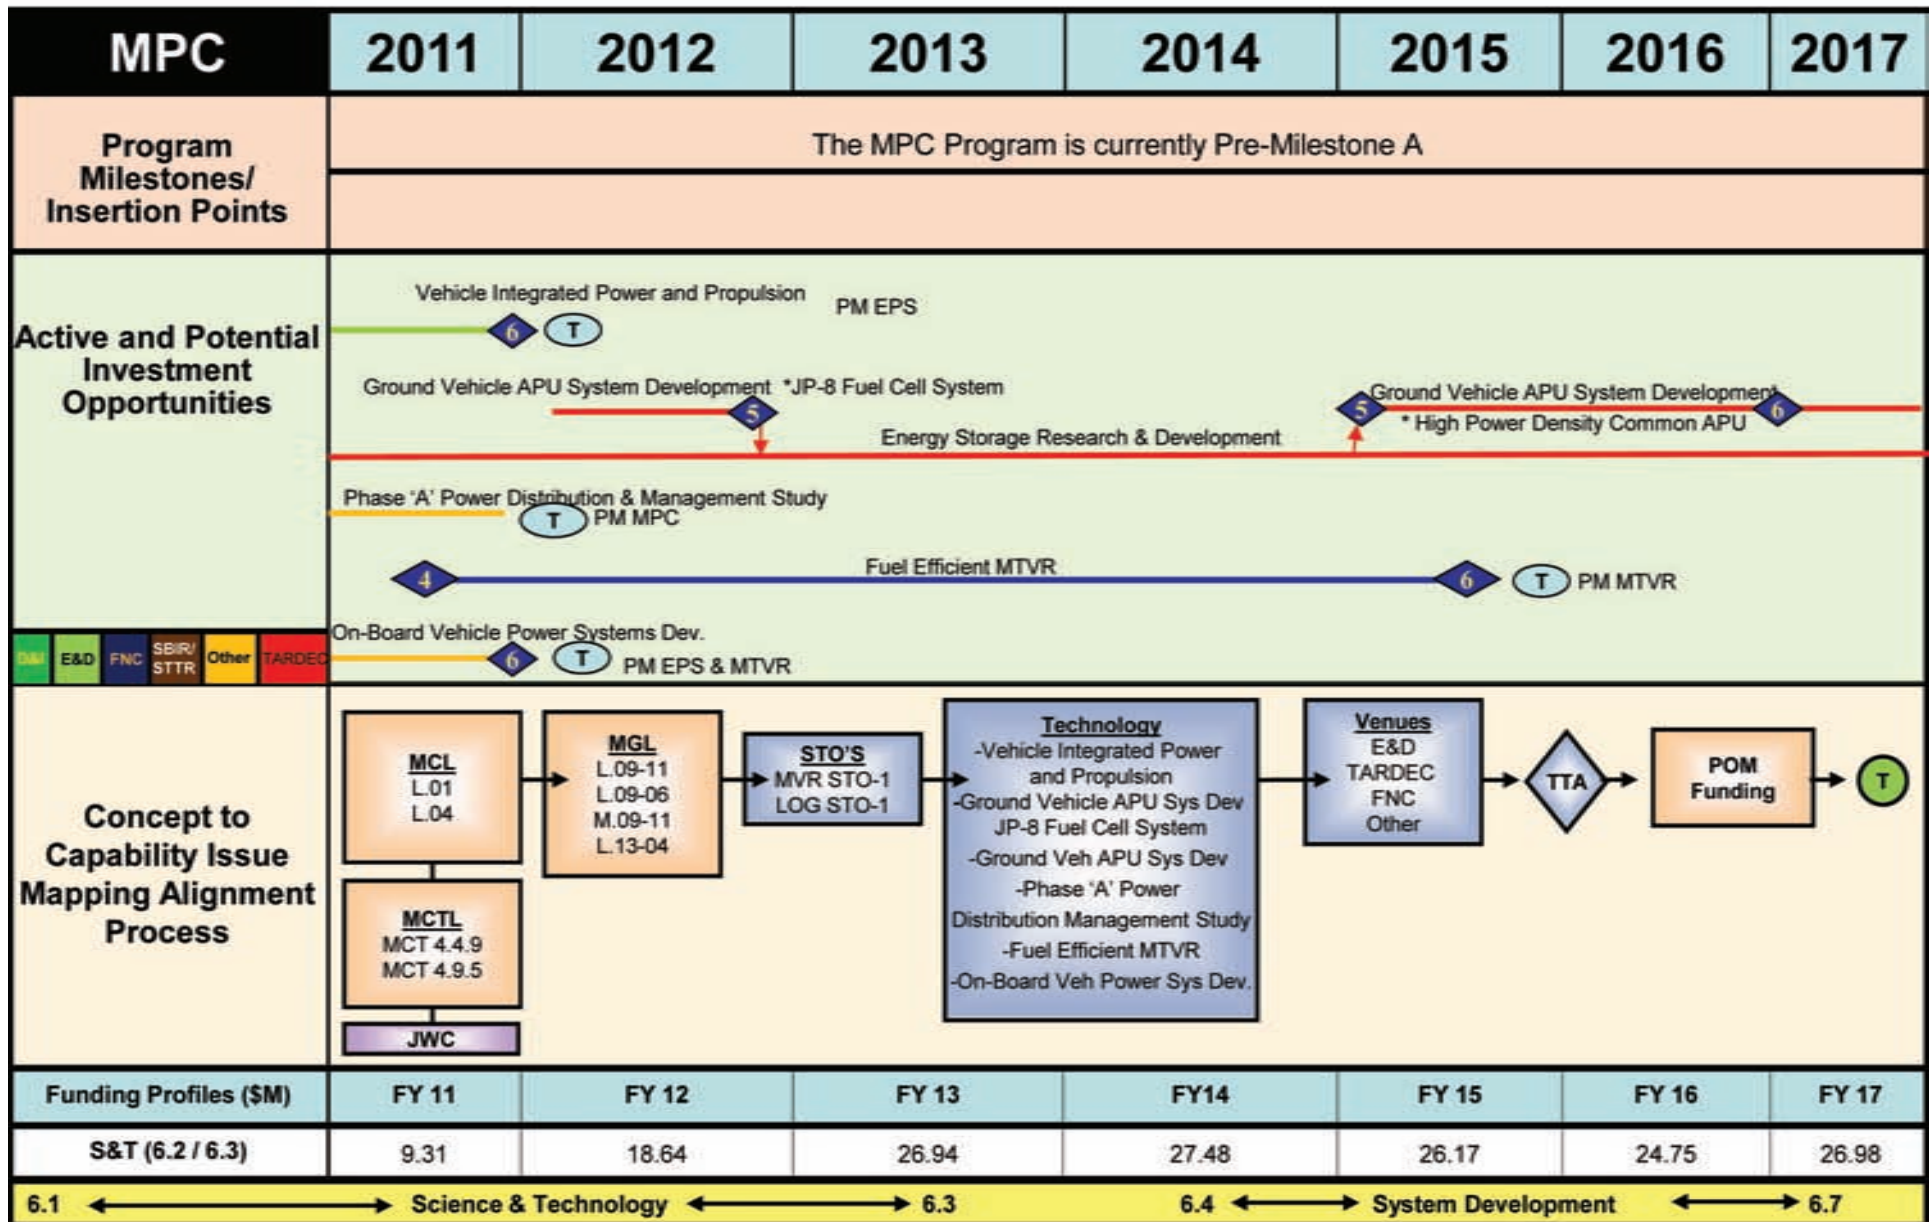 MPC
2011
2012
2013
2014
2015
2016
2017
Program
Milestones/
Insertion Points
The MPC Program is currently Pre-Milestone A
Active and Potential
Investment
Opportunities
Vehicle Integrated Power and Propulsion
PM EPS
6
T
Ground Vehicle APU System Development *JP-8 Fuel Cell System
5
Ground Vehicle APU System Development
5
6
* High Power Density Common APU
Energy Storage Research & Development
Phase ‘A’ Power Distribution & Management Study
T
PM MPC
4
Fuel Efficient MTVR
6
T
PM MTVR
On-Board Vehicle Power Systems Dev.
6
T
PM EPS & MTVR
D&I
E&D
FNC
SBIR/
STTR
Other
TARDEC
Concept to
Capability Issue
Mapping Alignment
Process
MCL
L.01
L.04
MCTL
MCT 4.4.9
MCT 4.9.5
JWC
MGL
L.09-11
L.09-06
M.09-11
L.13-04
STO'S
MVR STO-1
LOG STO-1
Technology
-Vehicle Integrated Power
and Propulsion
-Ground Vehicle APU Sys Dev
JP-8 Fuel Cell System
-Ground Veh APU Sys Dev
-Phase ‘A’ Power
Distribution Management Study
-Fuel Efficient MTVR
-On-Board Veh Power Sys Dev.
Venues
E&D
TARDEC
FNC
Other
TTA
POM
Funding
T
Funding Profiles ($M)
FY 11
FY 12
FY 13
FY14
FY 15
FY 16
FY 17
S&T (6.2 / 6.3)
9.31
18.64
26.94
27.48
26.17
24.75
26.98
6.1
Science & Technology
6.3
6.4
System Development
6.7